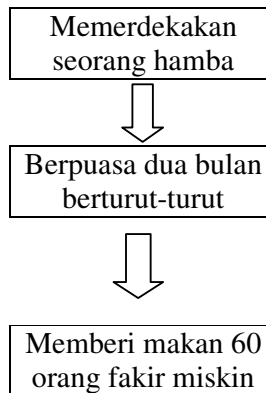 Memerdekakan
seorang hamba
Berpuasa dua bulan
berturut-turut
Memberi makan 60
orang fakir miskin